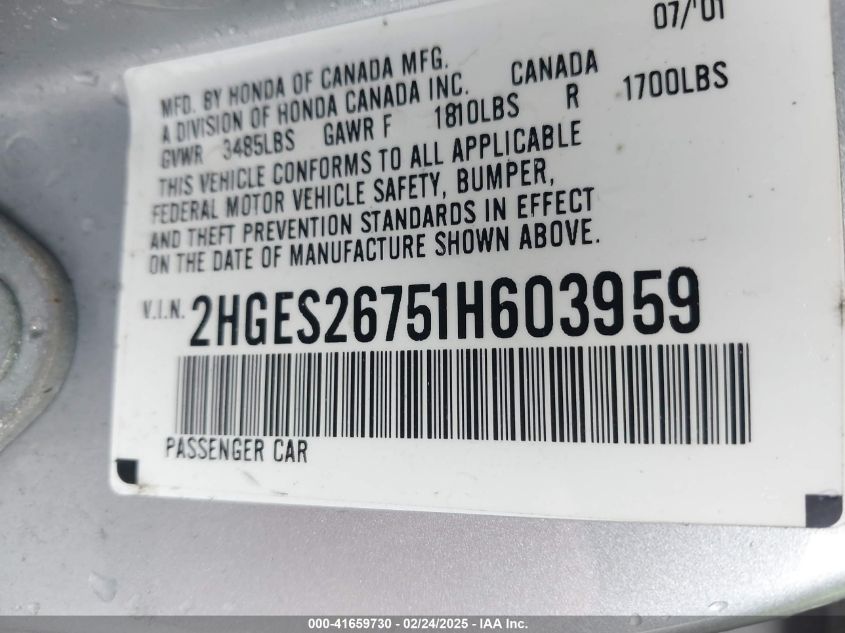 07/'01
MFD. BY HONDA OF CANADA MFG.
A DIVISION OF HONDA CANADA INC. CANADA
GVWR 3485LBS GAWR F 1810LBS R 1700LBS
THIS VEHICLE CONFORMS TO ALL APPLICABLE
FEDERAL MOTOR VEHICLE SAFETY, BUMPER,
AND THEFT PREVENTION STANDARDS IN EFFECT
ON THE DATE OF MANUFACTURE SHOWN ABOVE.
V.I.N. 2HGES26751H603959
PASSENGER CAR
000-41659730 - 02/24/2025 - IAA Inc.